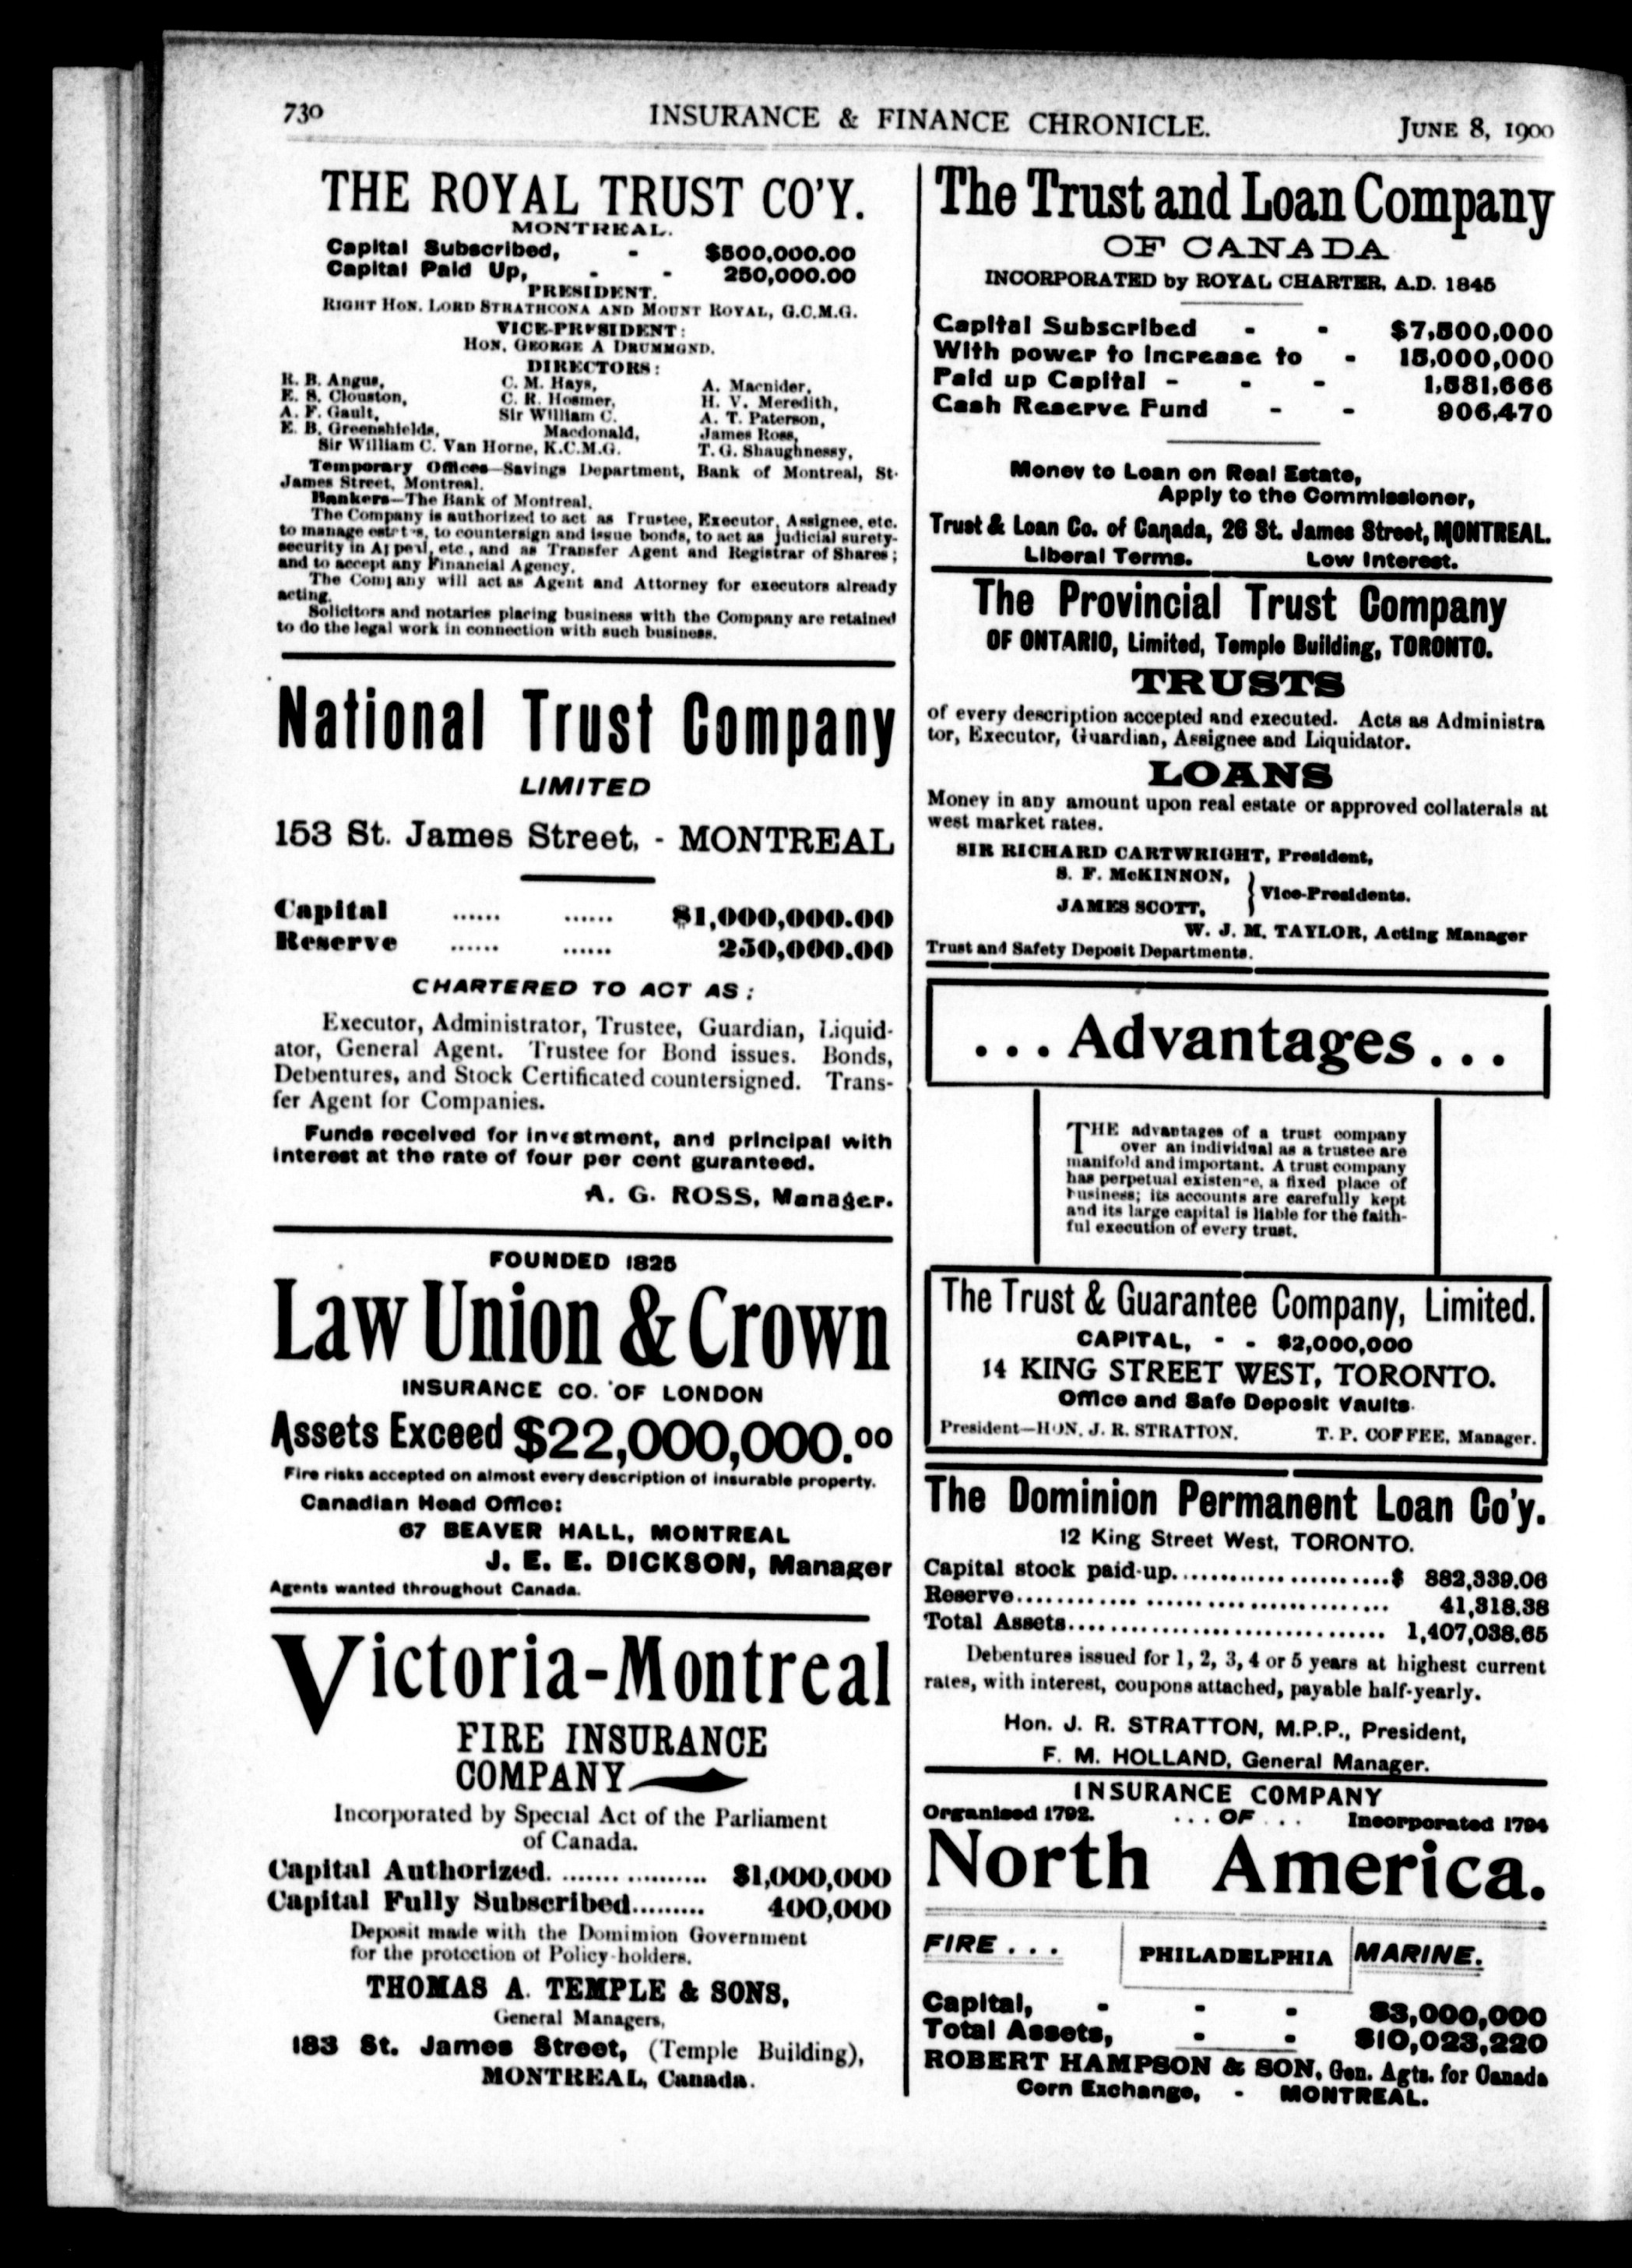 730
INSURANCE & FINANCE CHRONICLE.
JUNE 8, 1900
THE ROYAL TRUST CO'Y.
MONTREAL.
Capital Subscribed, - $500,000.00
Capital Paid Up, - - 250,000.00
PRESIDENT.
RIGHT HON. LORD STRATHCONA AND MOUNT ROYAL, G.C.M.G.
VICE-PRESIDENT:
HON. GEORGE A DRUMMOND.
DIRECTORS:
R. B. Angus, C. M. Hays, A. Macnider,
E. S. Clouston, C. R. Hosmer, H. V. Meredith,
A. F. Gault, Sir William C. A. T. Paterson,
E. B. Greenshields, Macdonald, James Ross,
Sir William C. Van Horne, K.C.M.G. T. G. Shaughnessy,
Temporary Offices—Savings Department, Bank of Montreal, St.
James Street, Montreal.
Bankers—The Bank of Montreal.
The Company is authorized to act as Trustee, Executor, Assignee, etc.
to manage to countersign and issue bonds, to act as judicial surety-
security in etc., and as Transfer Agent and Registrar of Shares;
and to accept any Financial Agency.
The Company will act as Agent and Attorney for executors already
acting.
Solicitors and notaries placing business with the Company are retained
to do the legal work in connection with such business.
National Trust Company
LIMITED
153 St. James Street, - MONTREAL
Capital ...... ...... $1,000,000.00
Reserve ...... ...... 250,000.00
CHARTERED TO ACT AS:
Executor, Administrator, Trustee, Guardian, Liquid-
ator, General Agent. Trustee for Bond issues. Bonds,
Debentures, and Stock Certificated countersigned. Trans-
fer Agent for Companies.
Funds received for investment, and principal with
interest at the rate of four per cent guranteed.
A. G. ROSS, Manager.
FOUNDED 1825
Law Union & Crown
INSURANCE CO. OF LONDON
Assets Exceed $22,000,000.00
Fire risks accepted on almost every description of insurable property.
Canadian Head Office:
67 BEAVER HALL, MONTREAL
J. E. E. DICKSON, Manager
Agents wanted throughout Canada.
Victoria-Montreal
FIRE INSURANCE
COMPANY
Incorporated by Special Act of the Parliament
of Canada.
Capital Authorized. ................. $1,000,000
Capital Fully Subscribed......... 400,000
Deposit made with the Domimion Government
for the protection of Policy-holders.
THOMAS A. TEMPLE & SONS,
General Managers,
183 St. James Street, (Temple Building),
MONTREAL, Canada.
The Trust and Loan Company
OF CANADA
INCORPORATED by ROYAL CHARTER, A.D. 1845
Capital Subscribed - - $7,500,000
With power to increase to - 15,000,000
Paid up Capital - - - 1,581,666
Cash Reserve Fund - - 906,470
Money to Loan on Real Estate,
Apply to the Commissioner,
Trust & Loan Co. of Canada, 26 St. James Street, MONTREAL.
Liberal Terms. Low Interest.
The Provincial Trust Company
OF ONTARIO, Limited, Temple Building, TORONTO.
TRUSTS
of every description accepted and executed. Acts as Administra
tor, Executor, Guardian, Assignee and Liquidator.
LOANS
Money in any amount upon real estate or approved collaterals at
west market rates.
SIR RICHARD CARTWRIGHT, President,
S. F. McKINNON,
JAMES SCOTT, } Vice-Presidents.
W. J. M. TAYLOR, Acting Manager
Trust and Safety Deposit Departments.
...Advantages...
THE advantages of a trust company
over an individual as a trustee are
manifold and important. A trust company
has perpetual existence, a fixed place of
business; its accounts are carefully kept
and its large capital is liable for the faith-
ful execution of every trust.
The Trust & Guarantee Company, Limited.
CAPITAL, - - $2,000,000
14 KING STREET WEST, TORONTO.
Office and Safe Deposit Vaults.
President—HON. J. R. STRATTON. T. P. COFFEE, Manager.
The Dominion Permanent Loan Co'y.
12 King Street West, TORONTO.
Capital stock paid-up.......................$ 882,339.06
Reserve....................................... 41,318.38
Total Assets................................ 1,407,038.65
Debentures issued for 1, 2, 3, 4 or 5 years at highest current
rates, with interest, coupons attached, payable half-yearly.
Hon. J. R. STRATTON, M.P.P., President,
F. M. HOLLAND, General Manager.
INSURANCE COMPANY
Organised 1792. ... OF ... Incorporated 1794
North America.
FIRE... PHILADELPHIA MARINE.
Capital, - - - $3,000,000
Total Assets, - - $10,023,220
ROBERT HAMPSON & SON, Gen. Agts. for Canada
Corn Exchange, - MONTREAL.